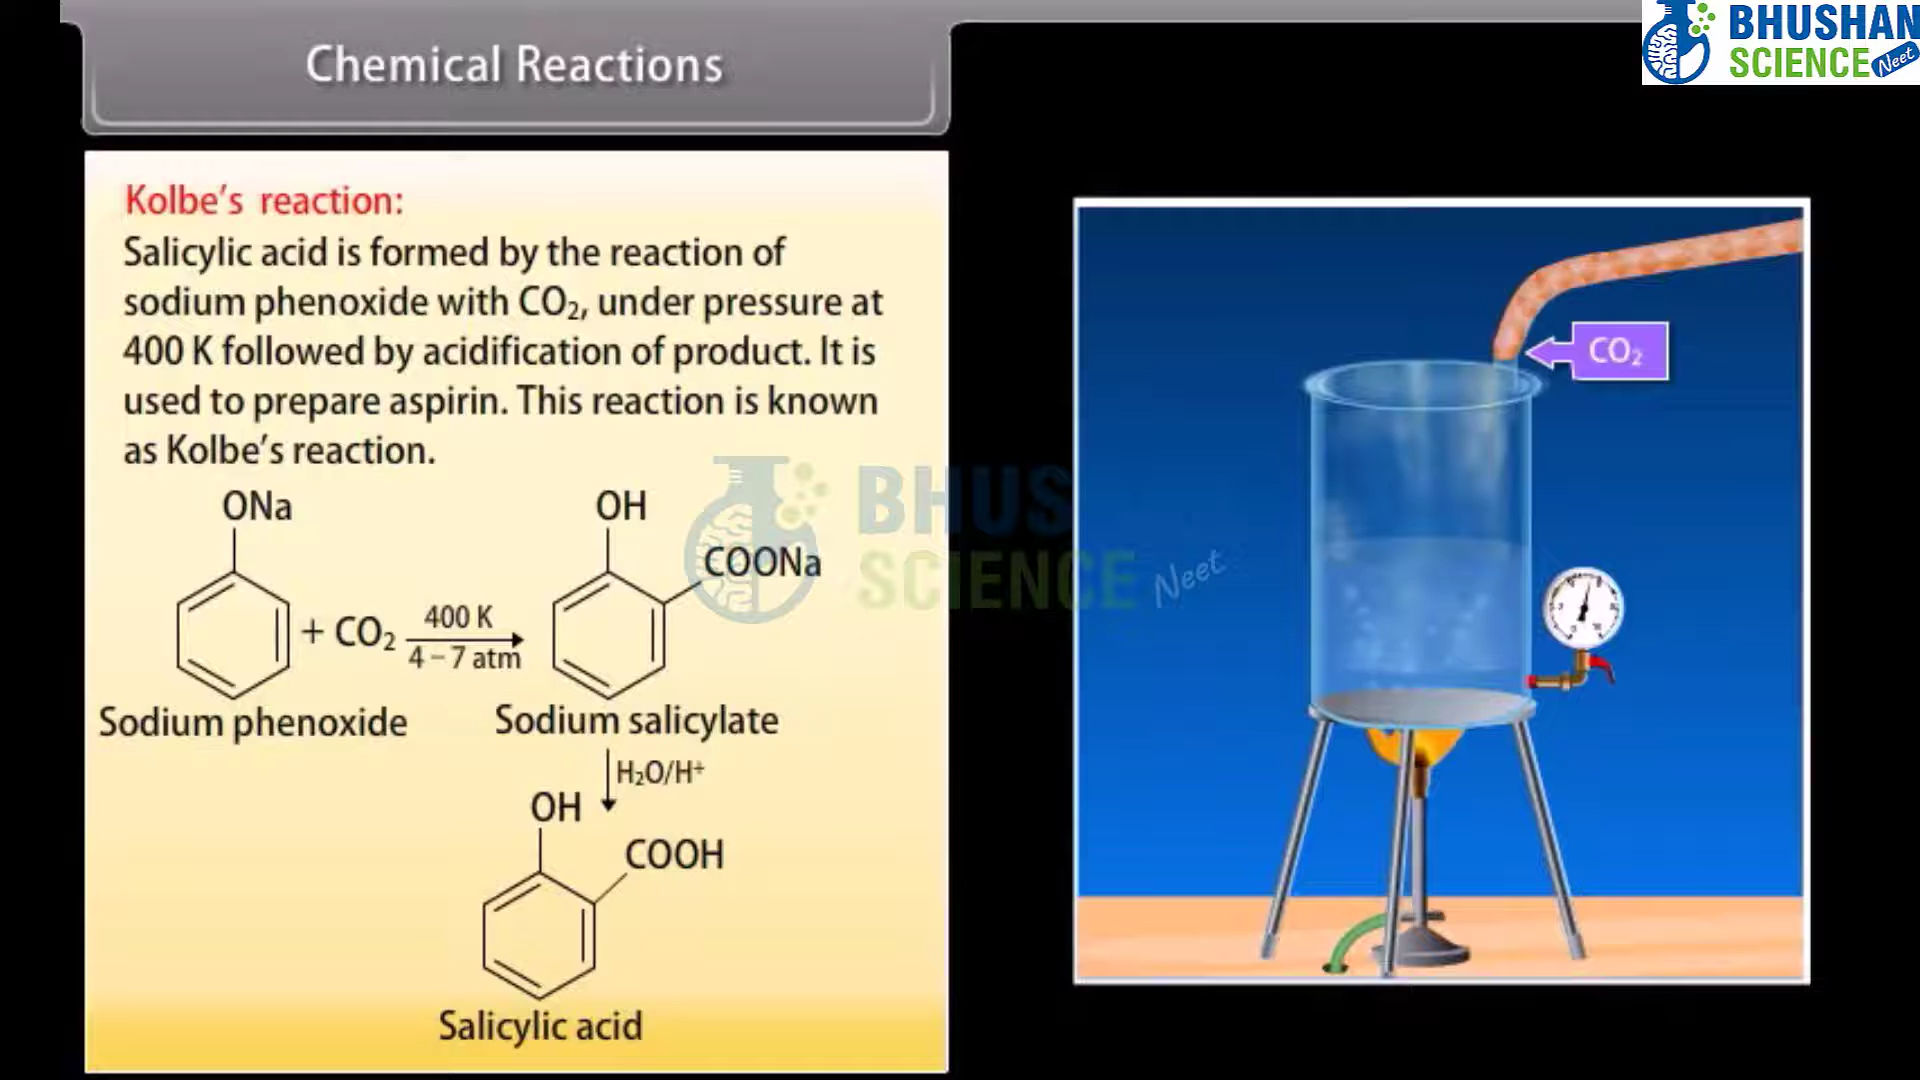 Chemical Reactions
BHUSHAN
SCIENCE Neet
Kolbe's reaction:
Salicylic acid is formed by the reaction of
sodium phenoxide with CO₂, under pressure at
400 K followed by acidification of product. It is
used to prepare aspirin. This reaction is known
as Kolbe's reaction.
CO₂
ONa
OH
COONa
BHUS
SCIENCE Neet
+ CO₂
400 K
4 – 7 atm
Sodium phenoxide
Sodium salicylate
H₂O/H⁺
OH
COOH
Salicylic acid